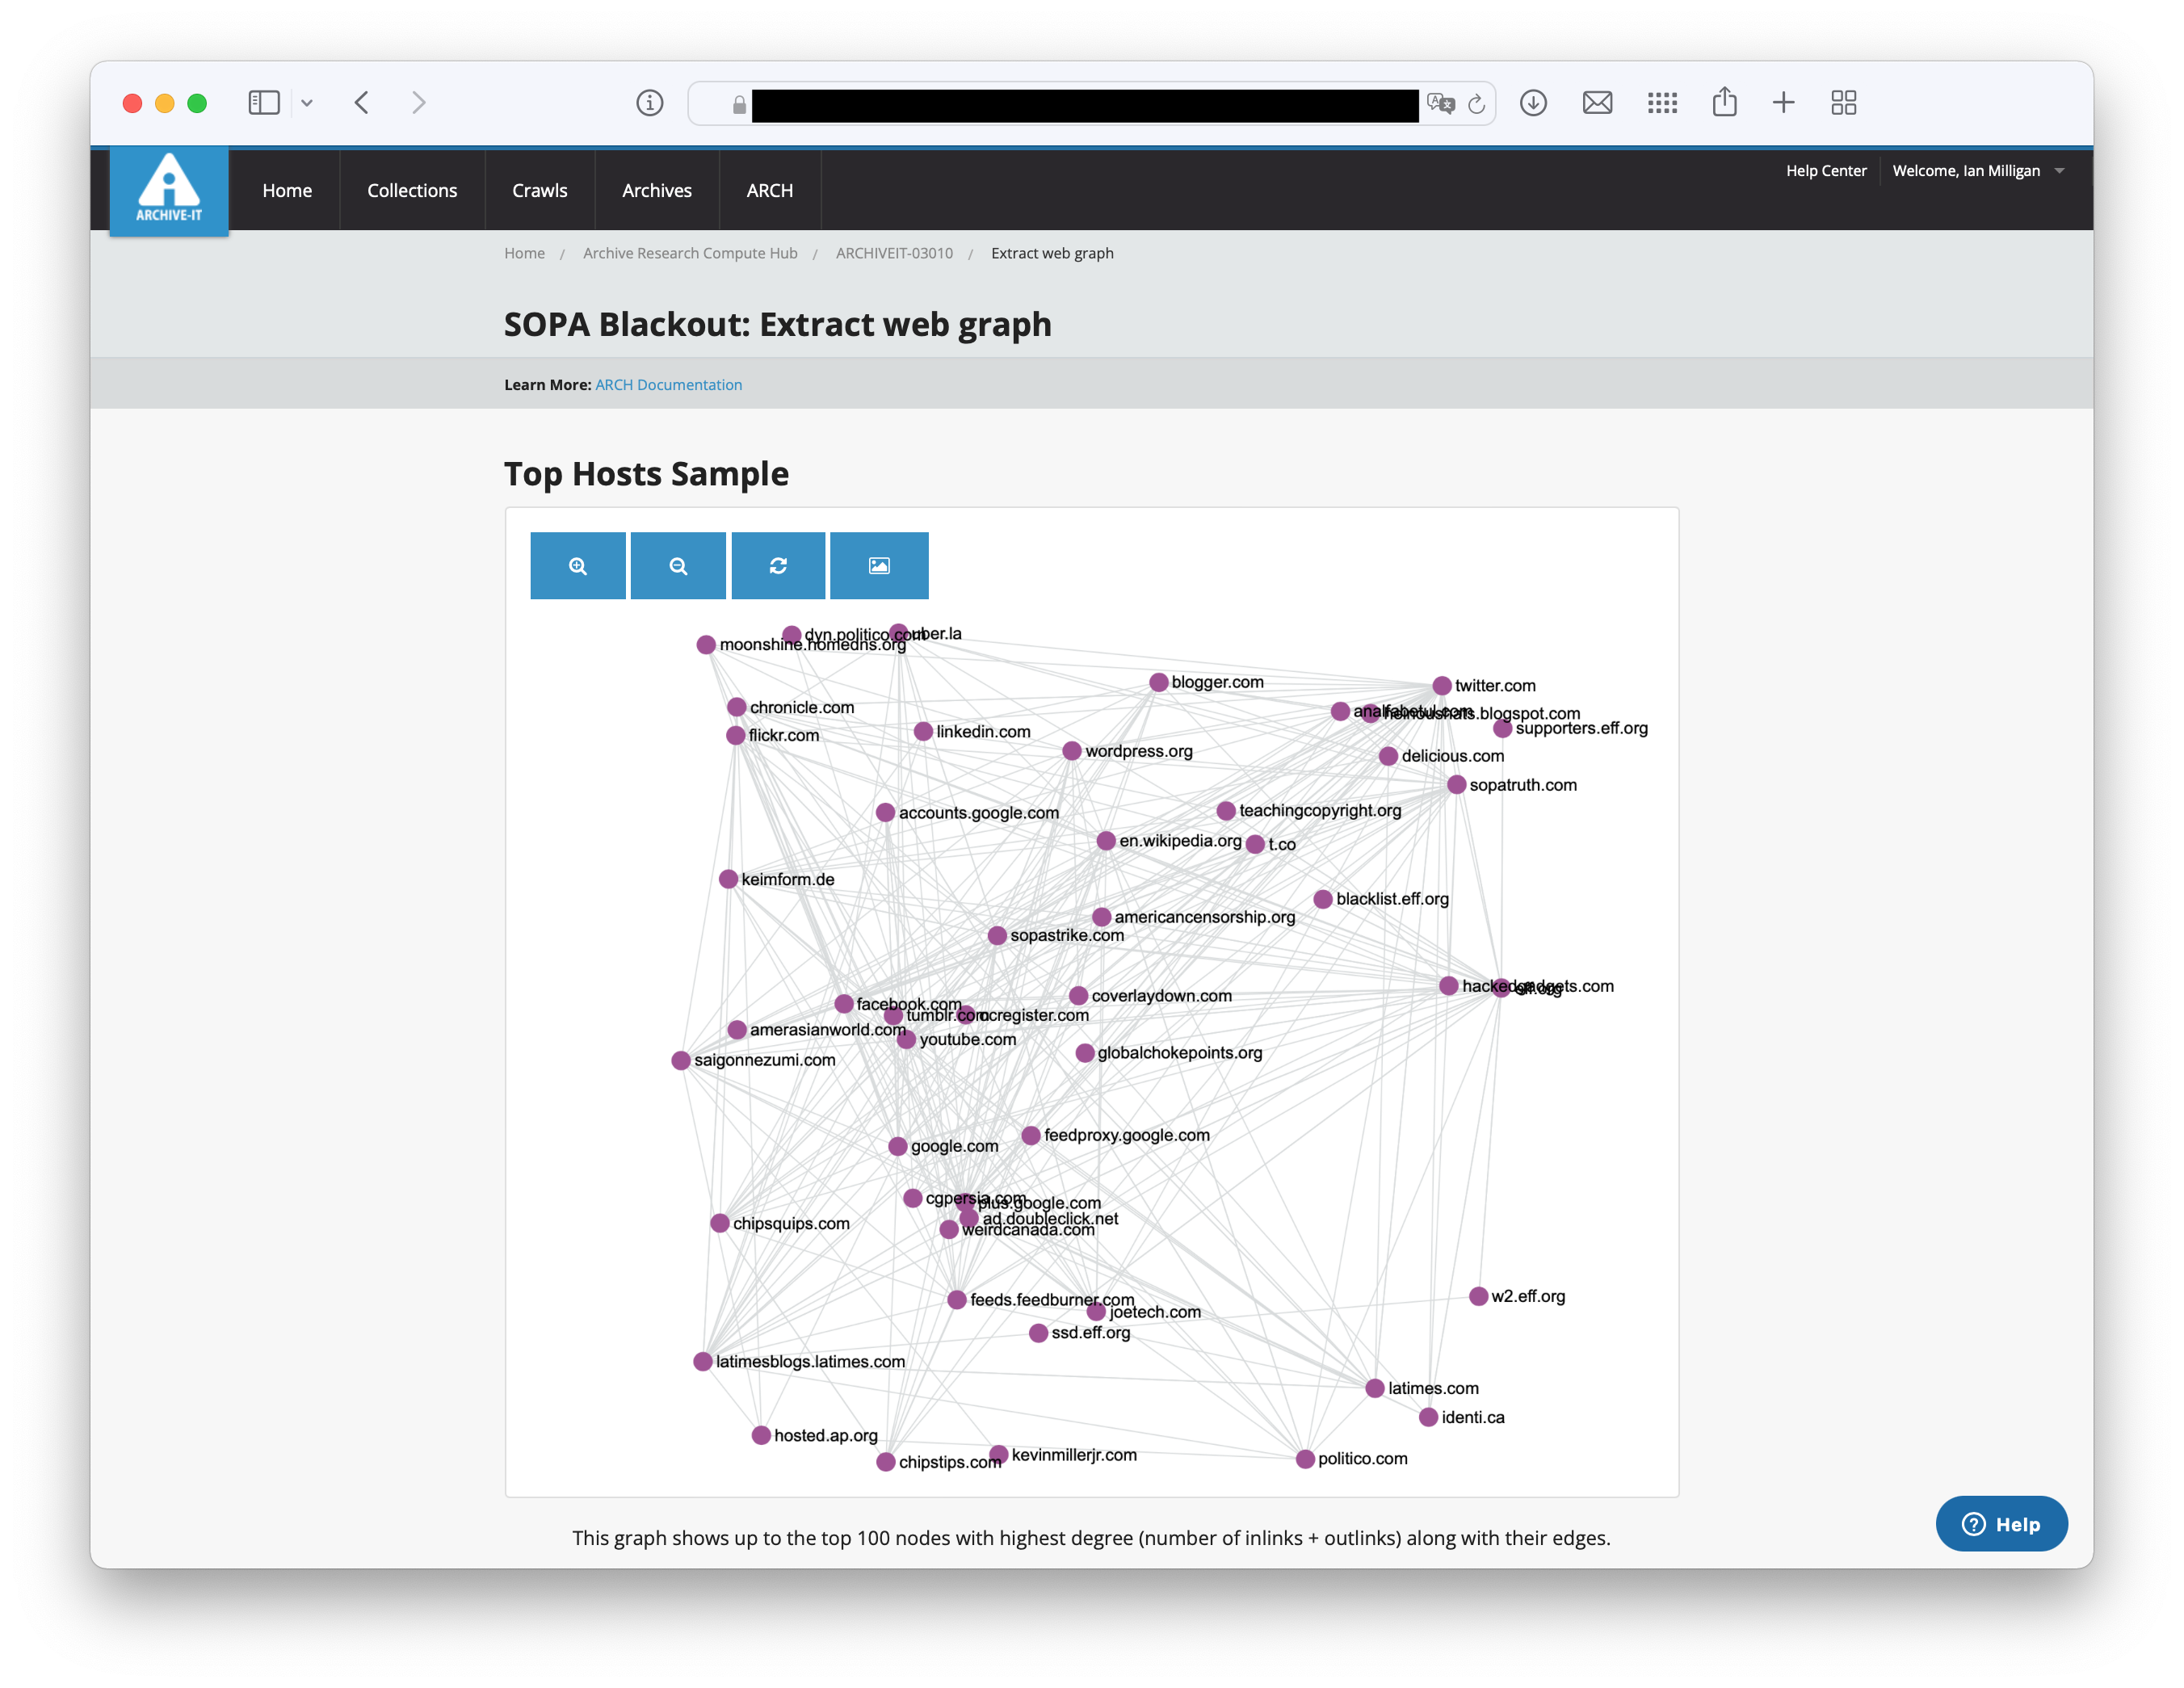 ARCHIVE-IT
Home
Collections
Crawls
Archives
ARCH
Help Center
Welcome, Ian Milligan
Home / Archive Research Compute Hub / ARCHIVEIT-03010 / Extract web graph
SOPA Blackout: Extract web graph
Learn More: ARCH Documentation
Top Hosts Sample
dyn.politico.com
uber.la
moonshine.homedns.org
blogger.com
twitter.com
chronicle.com
analfabetul.com
heinoushats.blogspot.com
supporters.eff.org
linkedin.com
flickr.com
wordpress.org
delicious.com
sopatruth.com
accounts.google.com
teachingcopyright.org
en.wikipedia.org
t.co
keimform.de
blacklist.eff.org
americancensorship.org
sopastrike.com
hackedgadgets.com
eff.org
coverlaydown.com
facebook.com
tumblr.com
ocregister.com
amerasianworld.com
youtube.com
globalchokepoints.org
saigonnezumi.com
feedproxy.google.com
google.com
cgpersia.com
plus.google.com
ad.doubleclick.net
chipsquips.com
weirdcanada.com
w2.eff.org
feeds.feedburner.com
joetech.com
ssd.eff.org
latimesblogs.latimes.com
latimes.com
identi.ca
hosted.ap.org
kevinmillerjr.com
politico.com
chipstips.com
This graph shows up to the top 100 nodes with highest degree (number of inlinks + outlinks) along with their edges.
Help